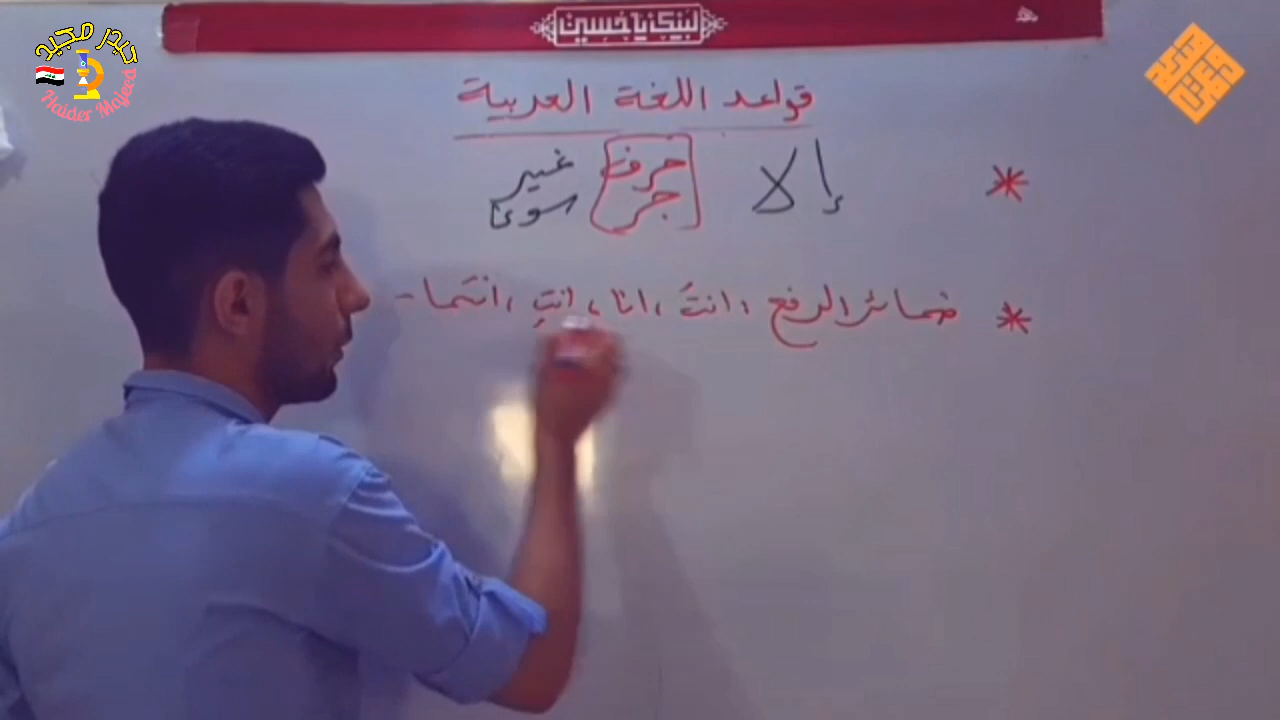 حيدر مجيد
Haider Majeed
لبيك يا حسين
قواعد اللغة العربية
* إلا حرف جر غير سوى
* ضمائر الرفع ، انتَ ، انا ، انتِ ، انتما -